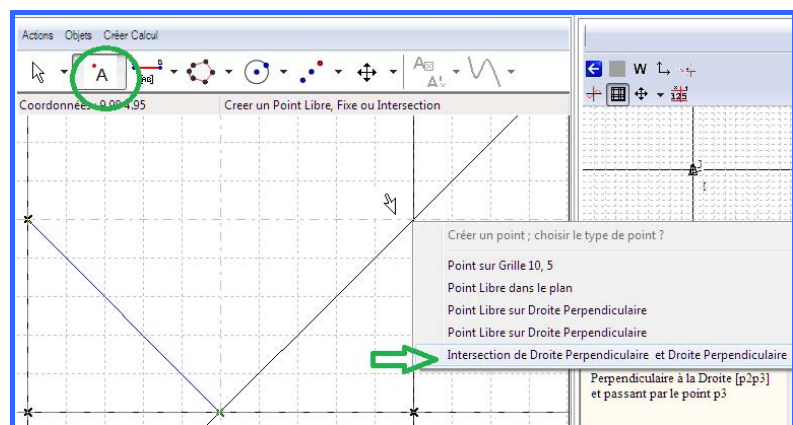 Actions Objets Créer Calcul
A
B
[AB]
A
A'
W
Creer un Point Libre, Fixe ou Intersection
Créer un point ; choisir le type de point ?
Point sur Grille 10, 5
Point Libre dans le plan
Point Libre sur Droite Perpendiculaire
Point Libre sur Droite Perpendiculaire
Intersection de Droite Perpendiculaire et Droite Perpendiculaire
Perpendiculaire à la Droite [p2p3]
et passant par le point p3